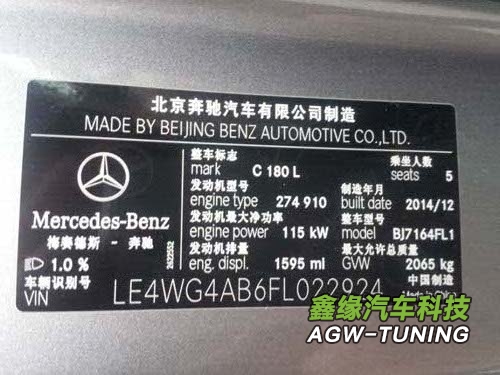 北京奔驰汽车有限公司制造
MADE BY BEIJING BENZ AUTOMOTIVE CO.,LTD.
整车标志
mark C 180 L
乘坐人数
seats 5
发动机型号
engine type 274 910
制造年月
built date 2014/12
发动机最大净功率
engine power 115 kW
整车型号
model BJ7164FL1
发动机排量
engine disp. 1595 ml
最大允许总质量
GVW 2065 kg
Mercedes-Benz
梅赛德斯 - 奔驰
1.0 %
车辆识别号
VIN LE4WG4AB6FL022924
中国制造
Made in China
鑫缘汽车科技
AGW-TUNING